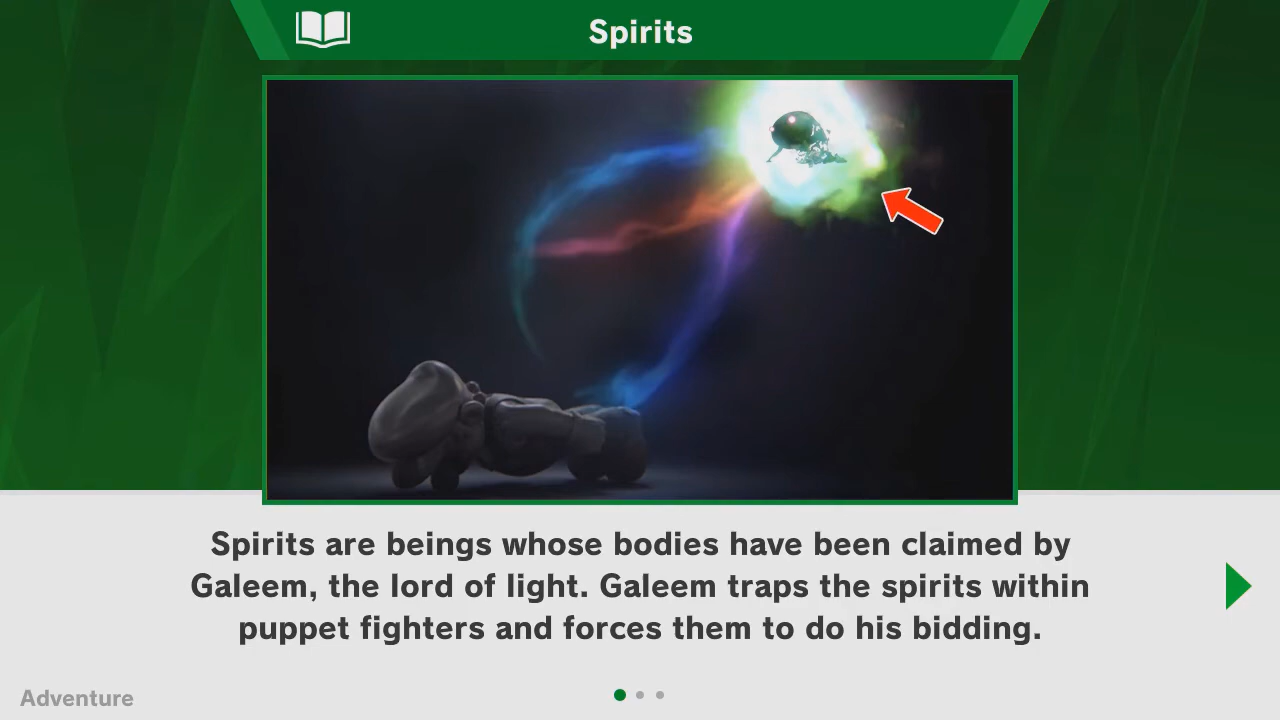 Spirits
Spirits are beings whose bodies have been claimed by
Galeem, the lord of light. Galeem traps the spirits within
puppet fighters and forces them to do his bidding.
Adventure